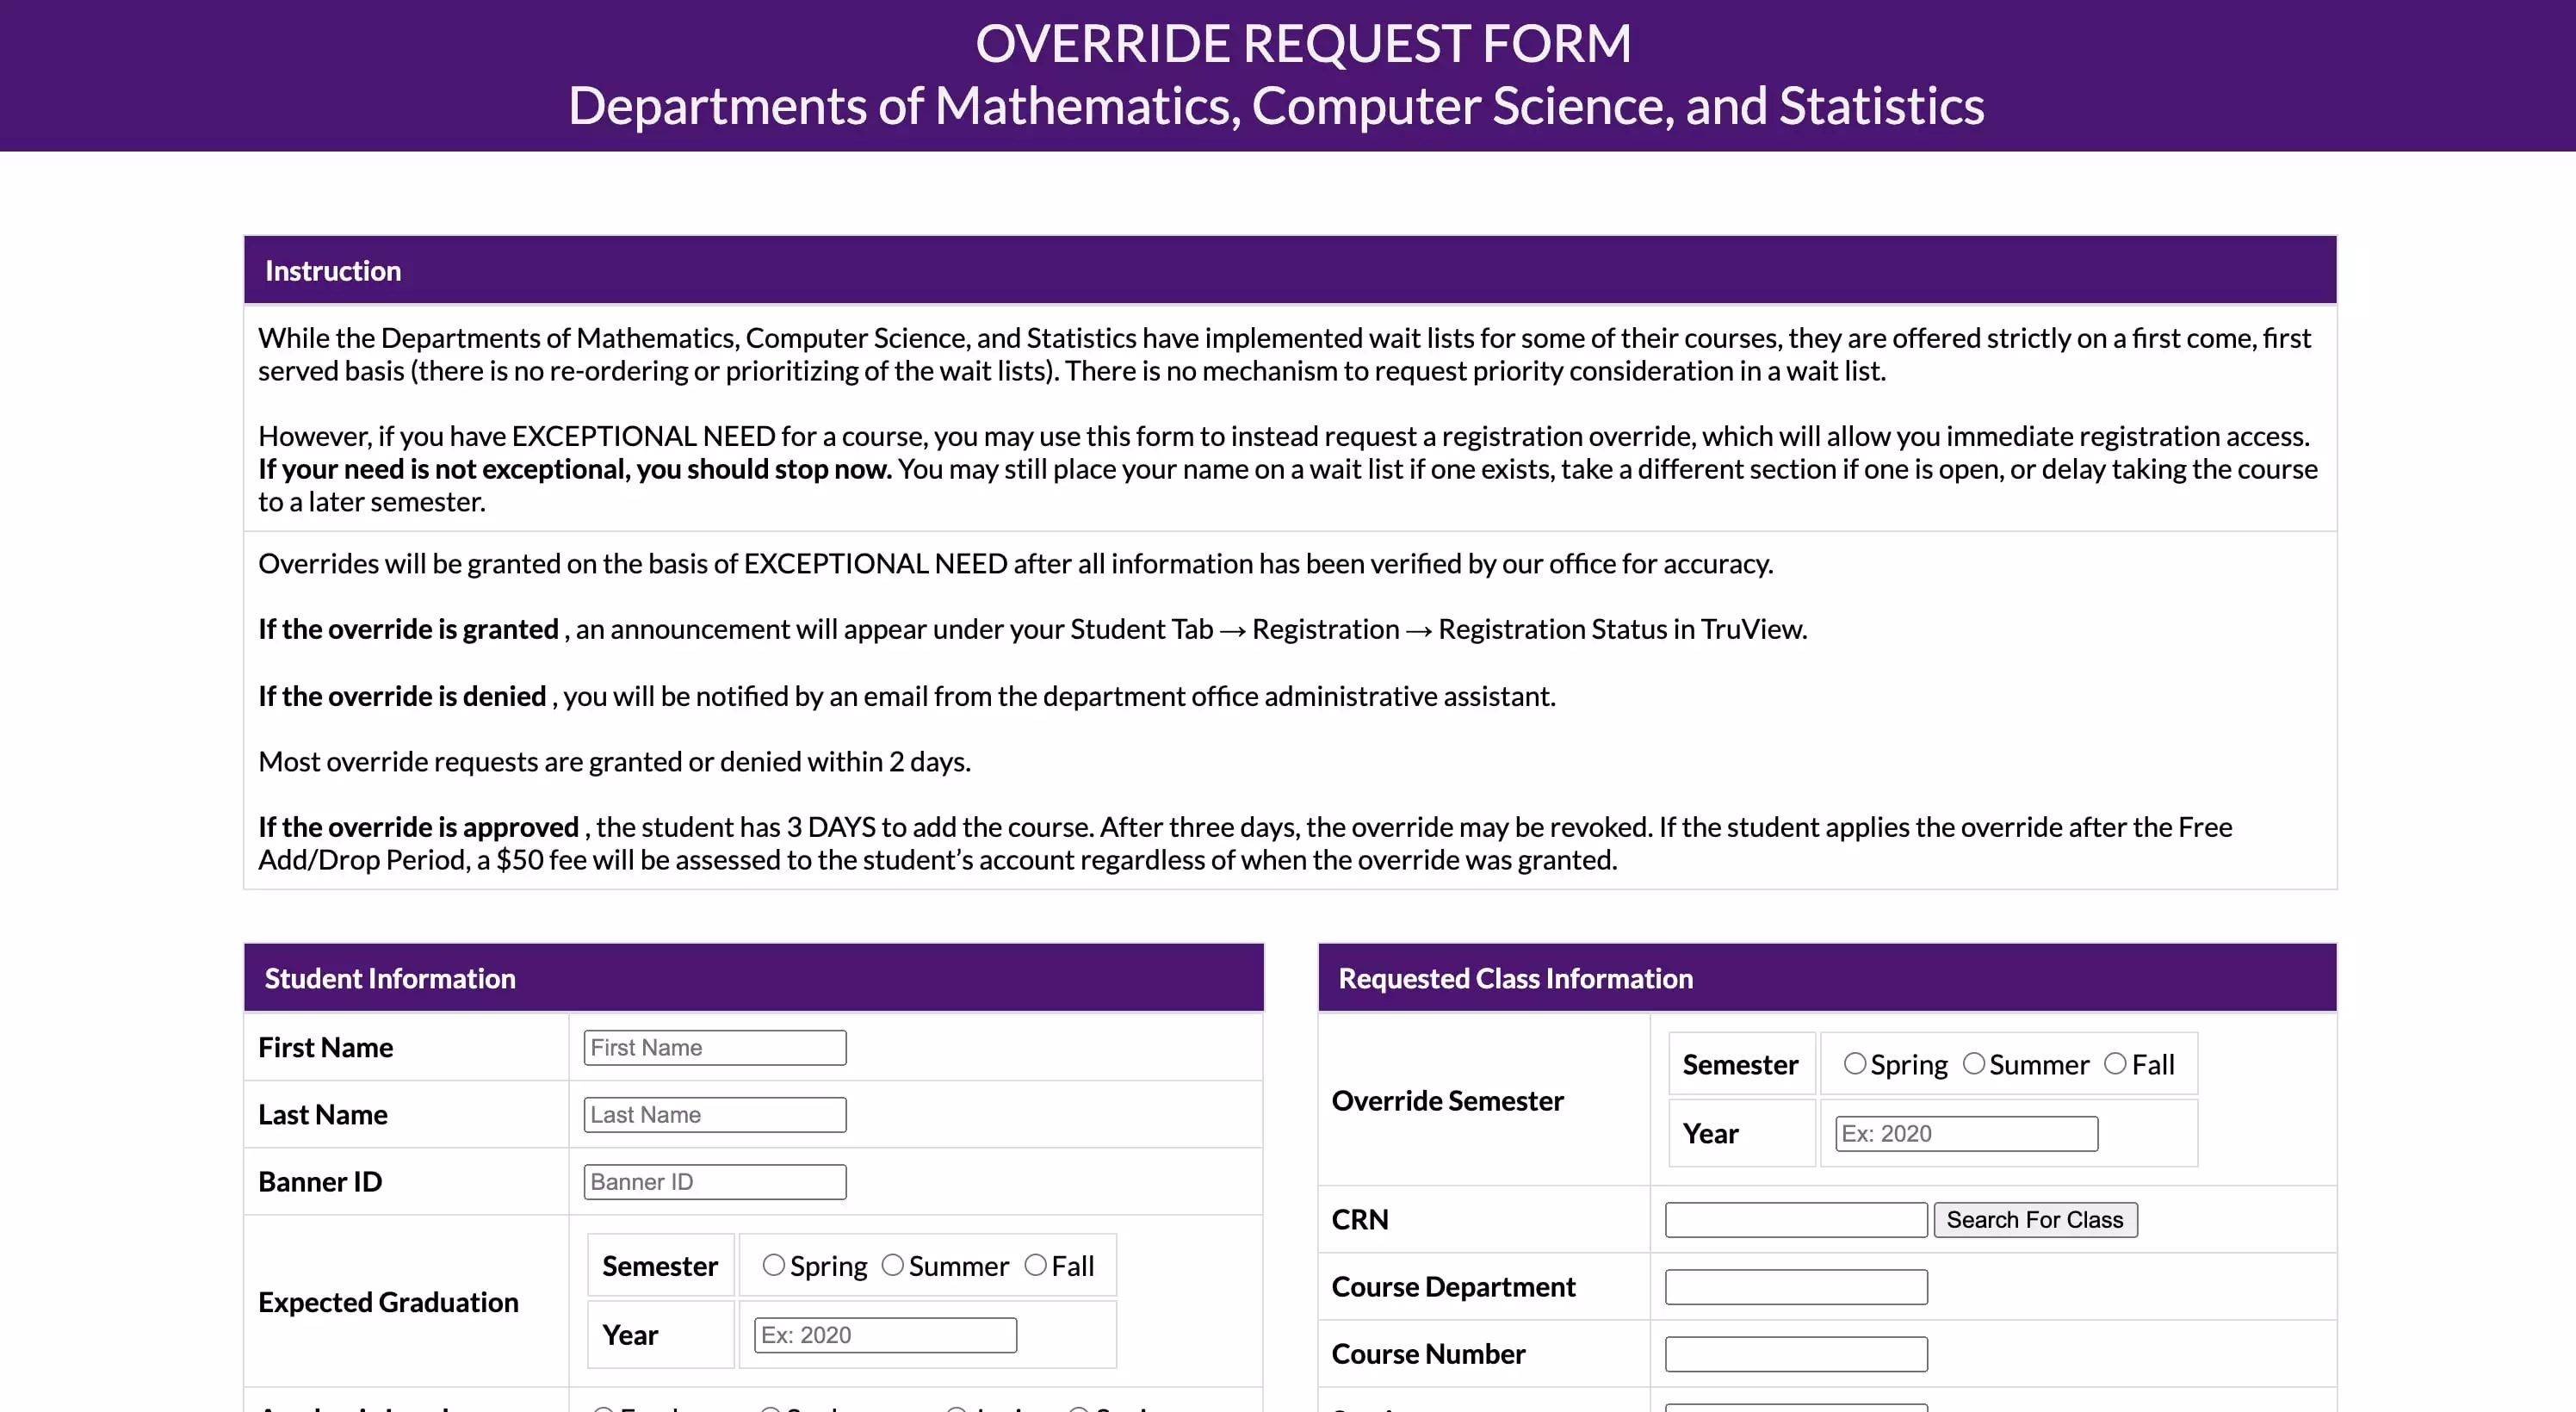 OVERRIDE REQUEST FORM
Departments of Mathematics, Computer Science, and Statistics
Instruction
While the Departments of Mathematics, Computer Science, and Statistics have implemented wait lists for some of their courses, they are offered strictly on a first come, first
served basis (there is no re-ordering or prioritizing of the wait lists). There is no mechanism to request priority consideration in a wait list.
However, if you have EXCEPTIONAL NEED for a course, you may use this form to instead request a registration override, which will allow you immediate registration access.
If your need is not exceptional, you should stop now. You may still place your name on a wait list if one exists, take a different section if one is open, or delay taking the course
to a later semester.
Overrides will be granted on the basis of EXCEPTIONAL NEED after all information has been verified by our office for accuracy.
If the override is granted , an announcement will appear under your Student Tab → Registration → Registration Status in TruView.
If the override is denied , you will be notified by an email from the department office administrative assistant.
Most override requests are granted or denied within 2 days.
If the override is approved , the student has 3 DAYS to add the course. After three days, the override may be revoked. If the student applies the override after the Free
Add/Drop Period, a $50 fee will be assessed to the student’s account regardless of when the override was granted.
Student Information
First Name First Name
Last Name Last Name
Banner ID Banner ID
Expected Graduation
Semester Spring Summer Fall
Year Ex: 2020
Requested Class Information
Override Semester
Semester Spring Summer Fall
Year Ex: 2020
CRN Search For Class
Course Department
Course Number